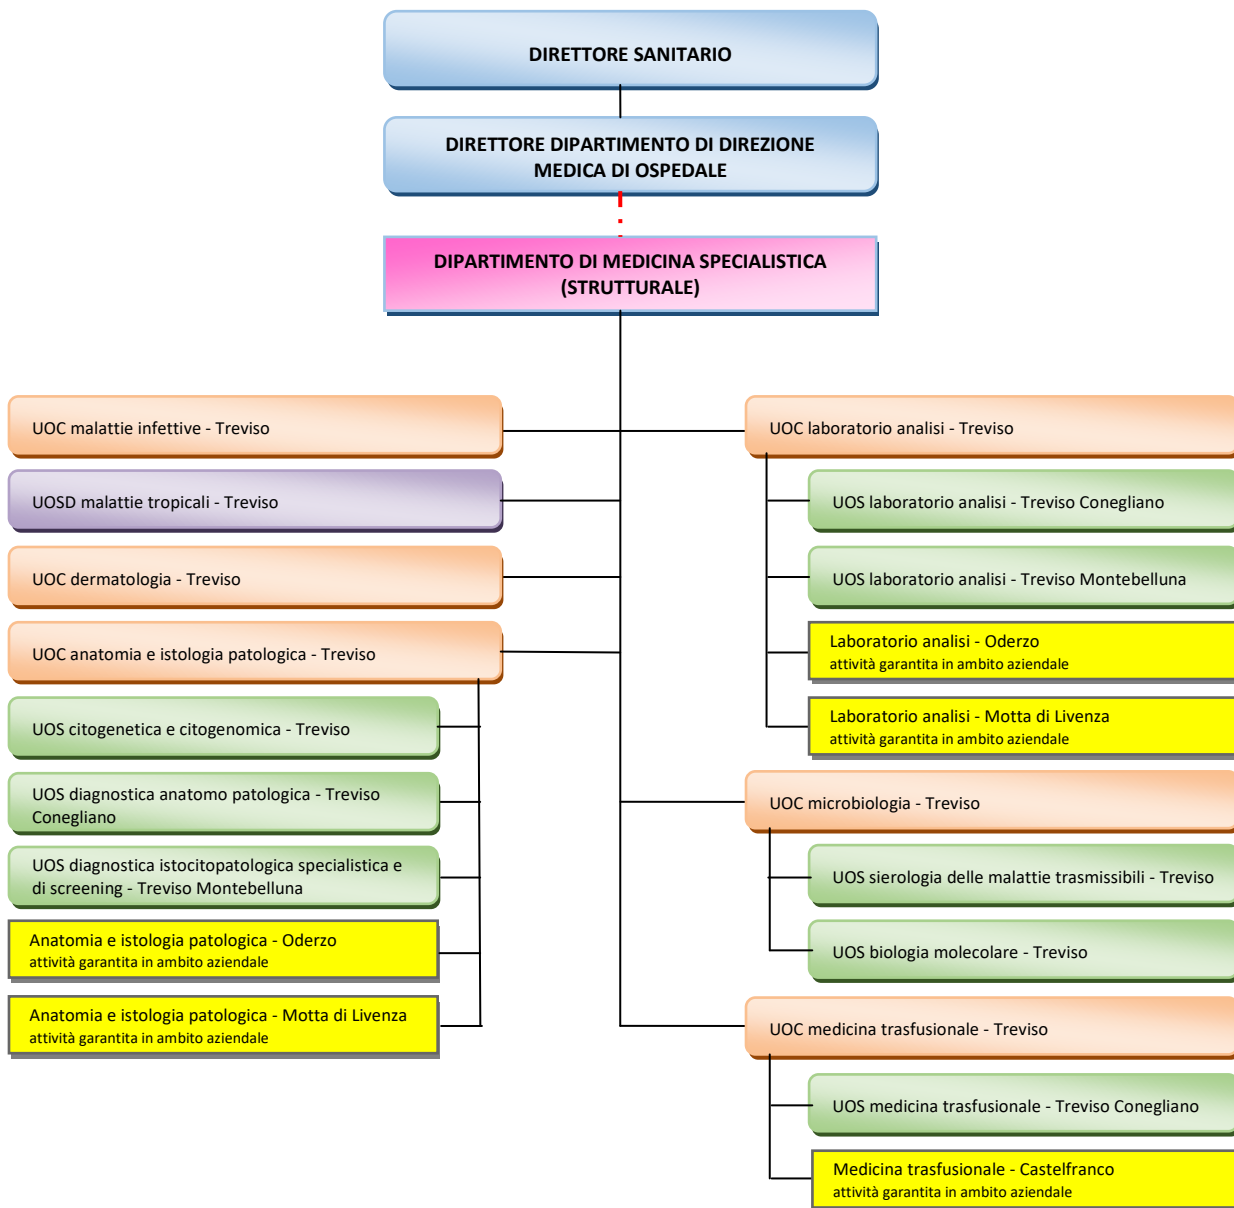 DIRETTORE SANITARIO
DIRETTORE DIPARTIMENTO DI DIREZIONE
MEDICA DI OSPEDALE
DIPARTIMENTO DI MEDICINA SPECIALISTICA
(STRUTTURALE)
UOC malattie infettive - Treviso
UOSD malattie tropicali - Treviso
UOC dermatologia - Treviso
UOC anatomia e istologia patologica - Treviso
UOS citogenetica e citogenomica - Treviso
UOS diagnostica anatomo patologica - Treviso
Conegliano
UOS diagnostica istocitopatologica specialistica e
di screening - Treviso Montebelluna
Anatomia e istologia patologica - Oderzo
attività garantita in ambito aziendale
Anatomia e istologia patologica - Motta di Livenza
attività garantita in ambito aziendale
UOC laboratorio analisi - Treviso
UOS laboratorio analisi - Treviso Conegliano
UOS laboratorio analisi - Treviso Montebelluna
Laboratorio analisi - Oderzo
attività garantita in ambito aziendale
Laboratorio analisi - Motta di Livenza
attività garantita in ambito aziendale
UOC microbiologia - Treviso
UOS sierologia delle malattie trasmissibili - Treviso
UOS biologia molecolare - Treviso
UOC medicina trasfusionale - Treviso
UOS medicina trasfusionale - Treviso Conegliano
Medicina trasfusionale - Castelfranco
attività garantita in ambito aziendale